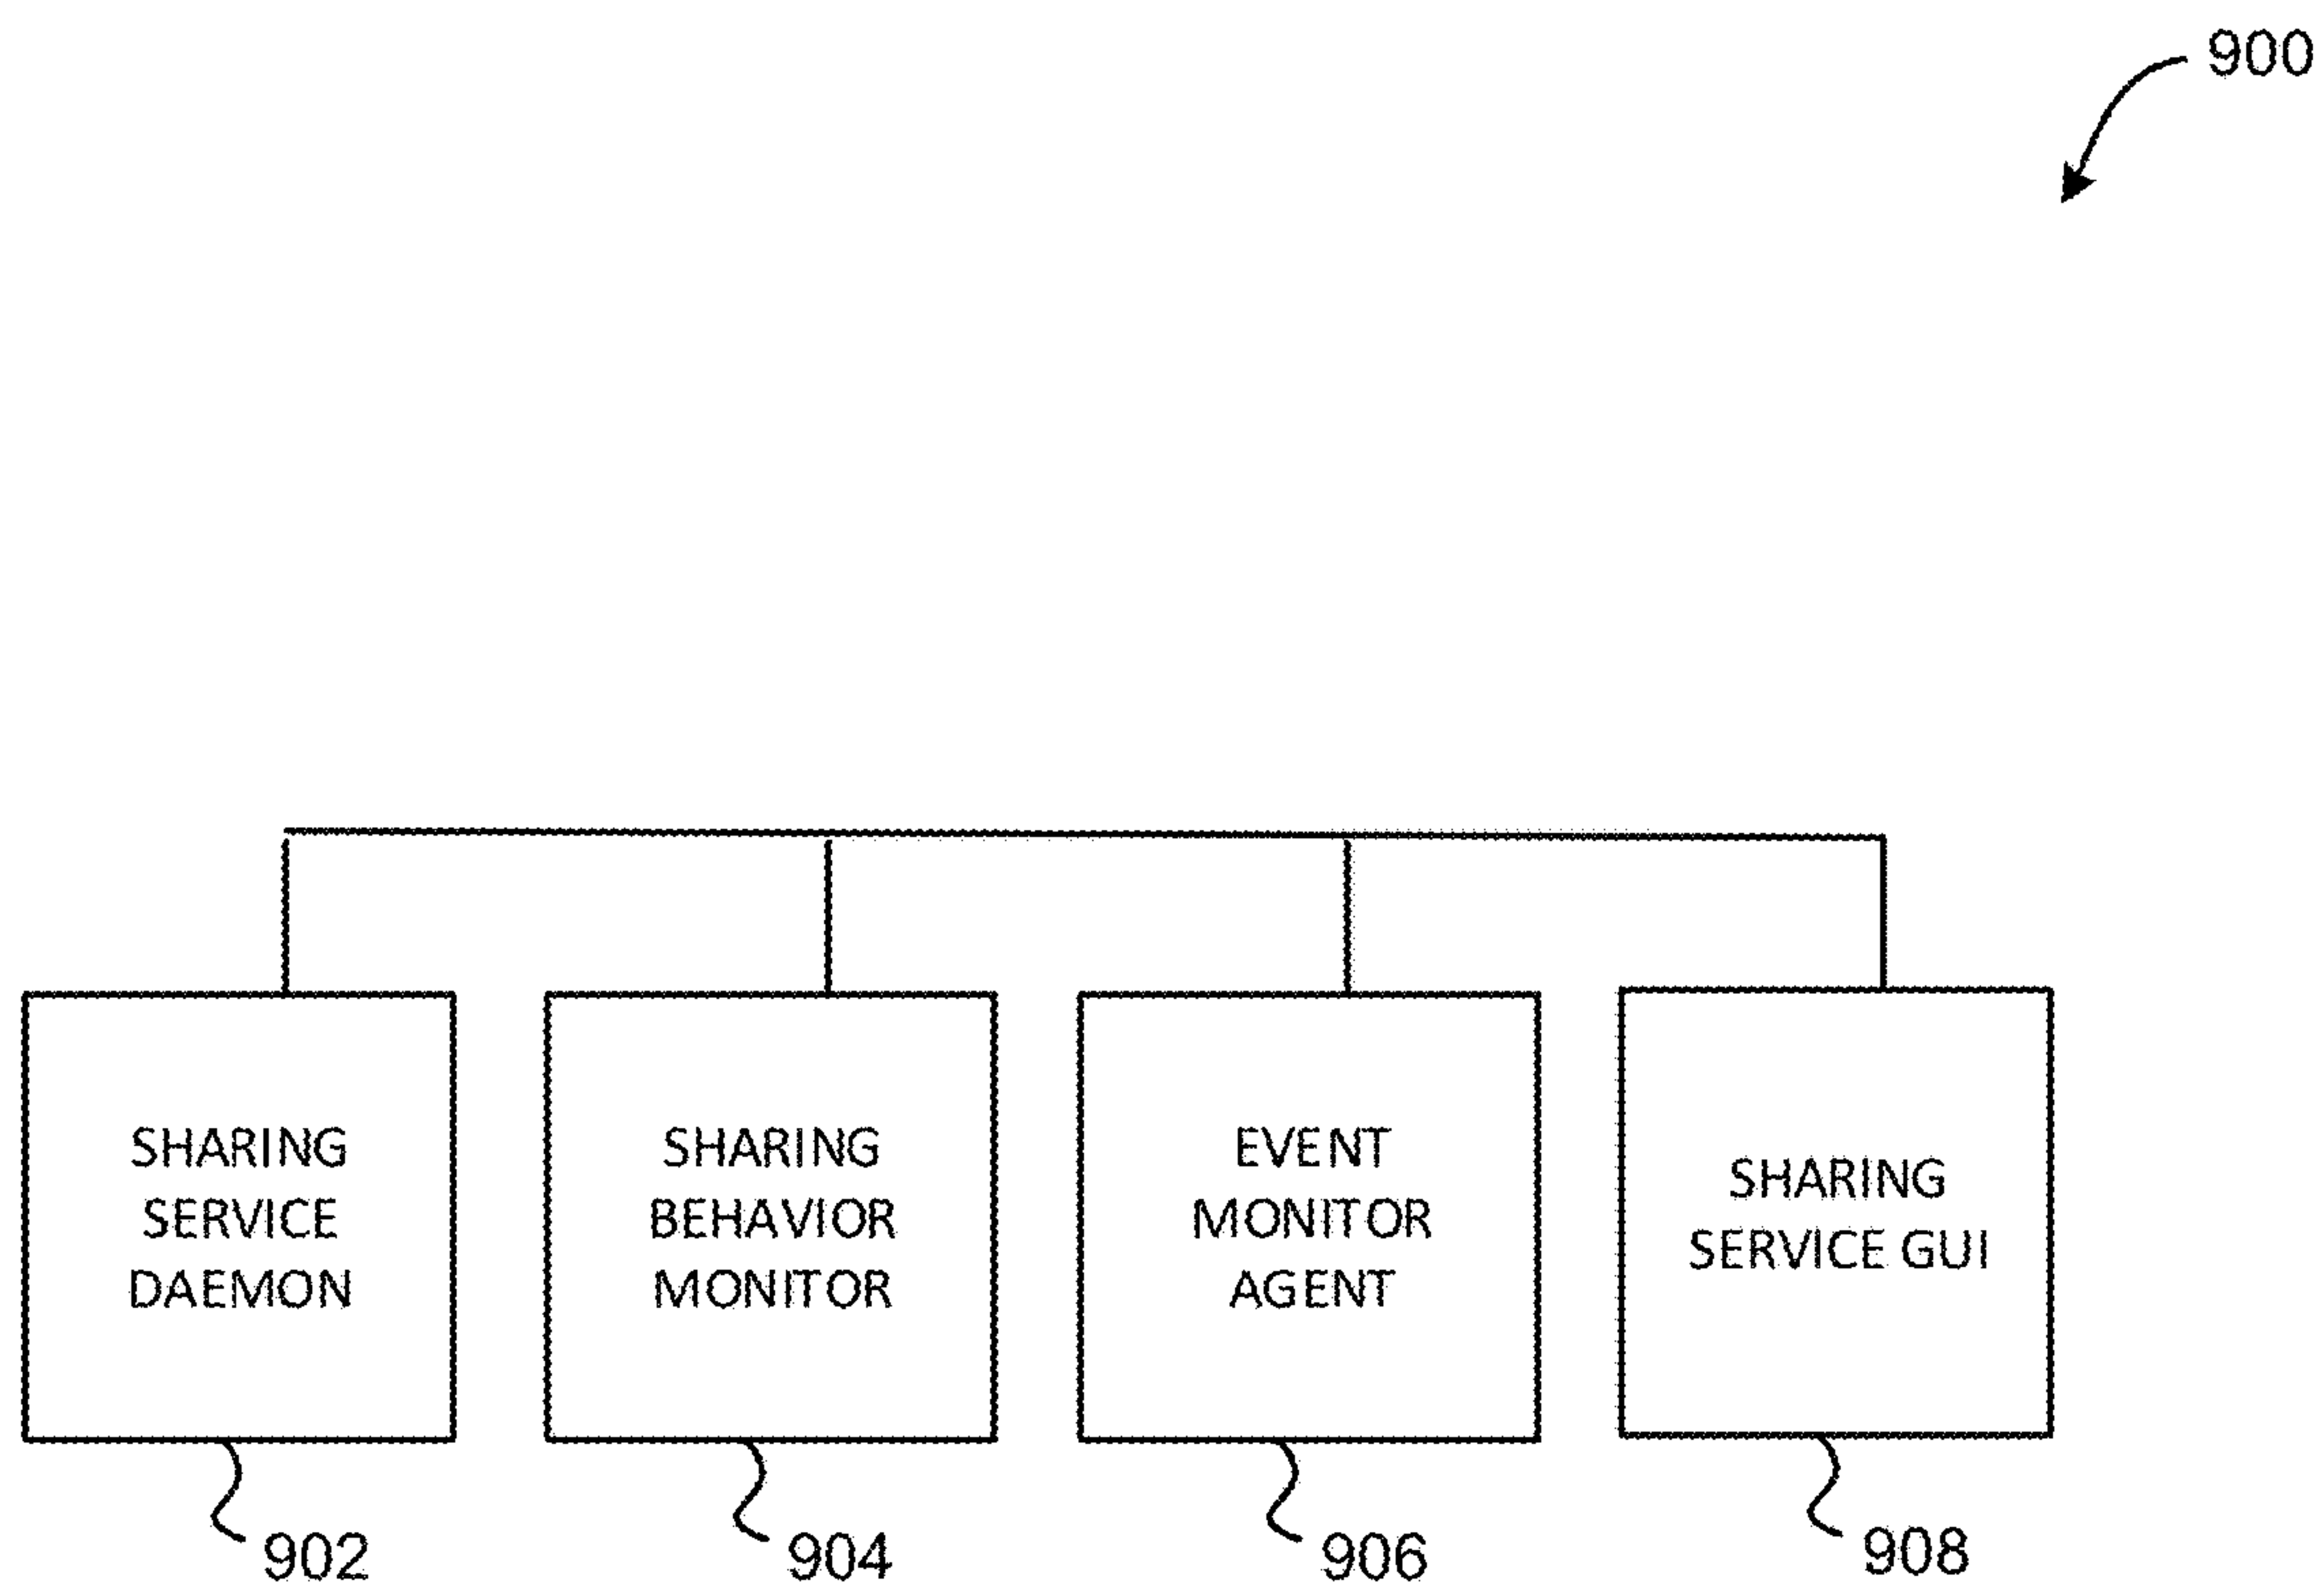 900
SHARING
SERVICE
DAEMON
SHARING
BEHAVIOR
MONITOR
EVENT
MONITOR
AGENT
SHARING
SERVICE GUI
902
904
906
908